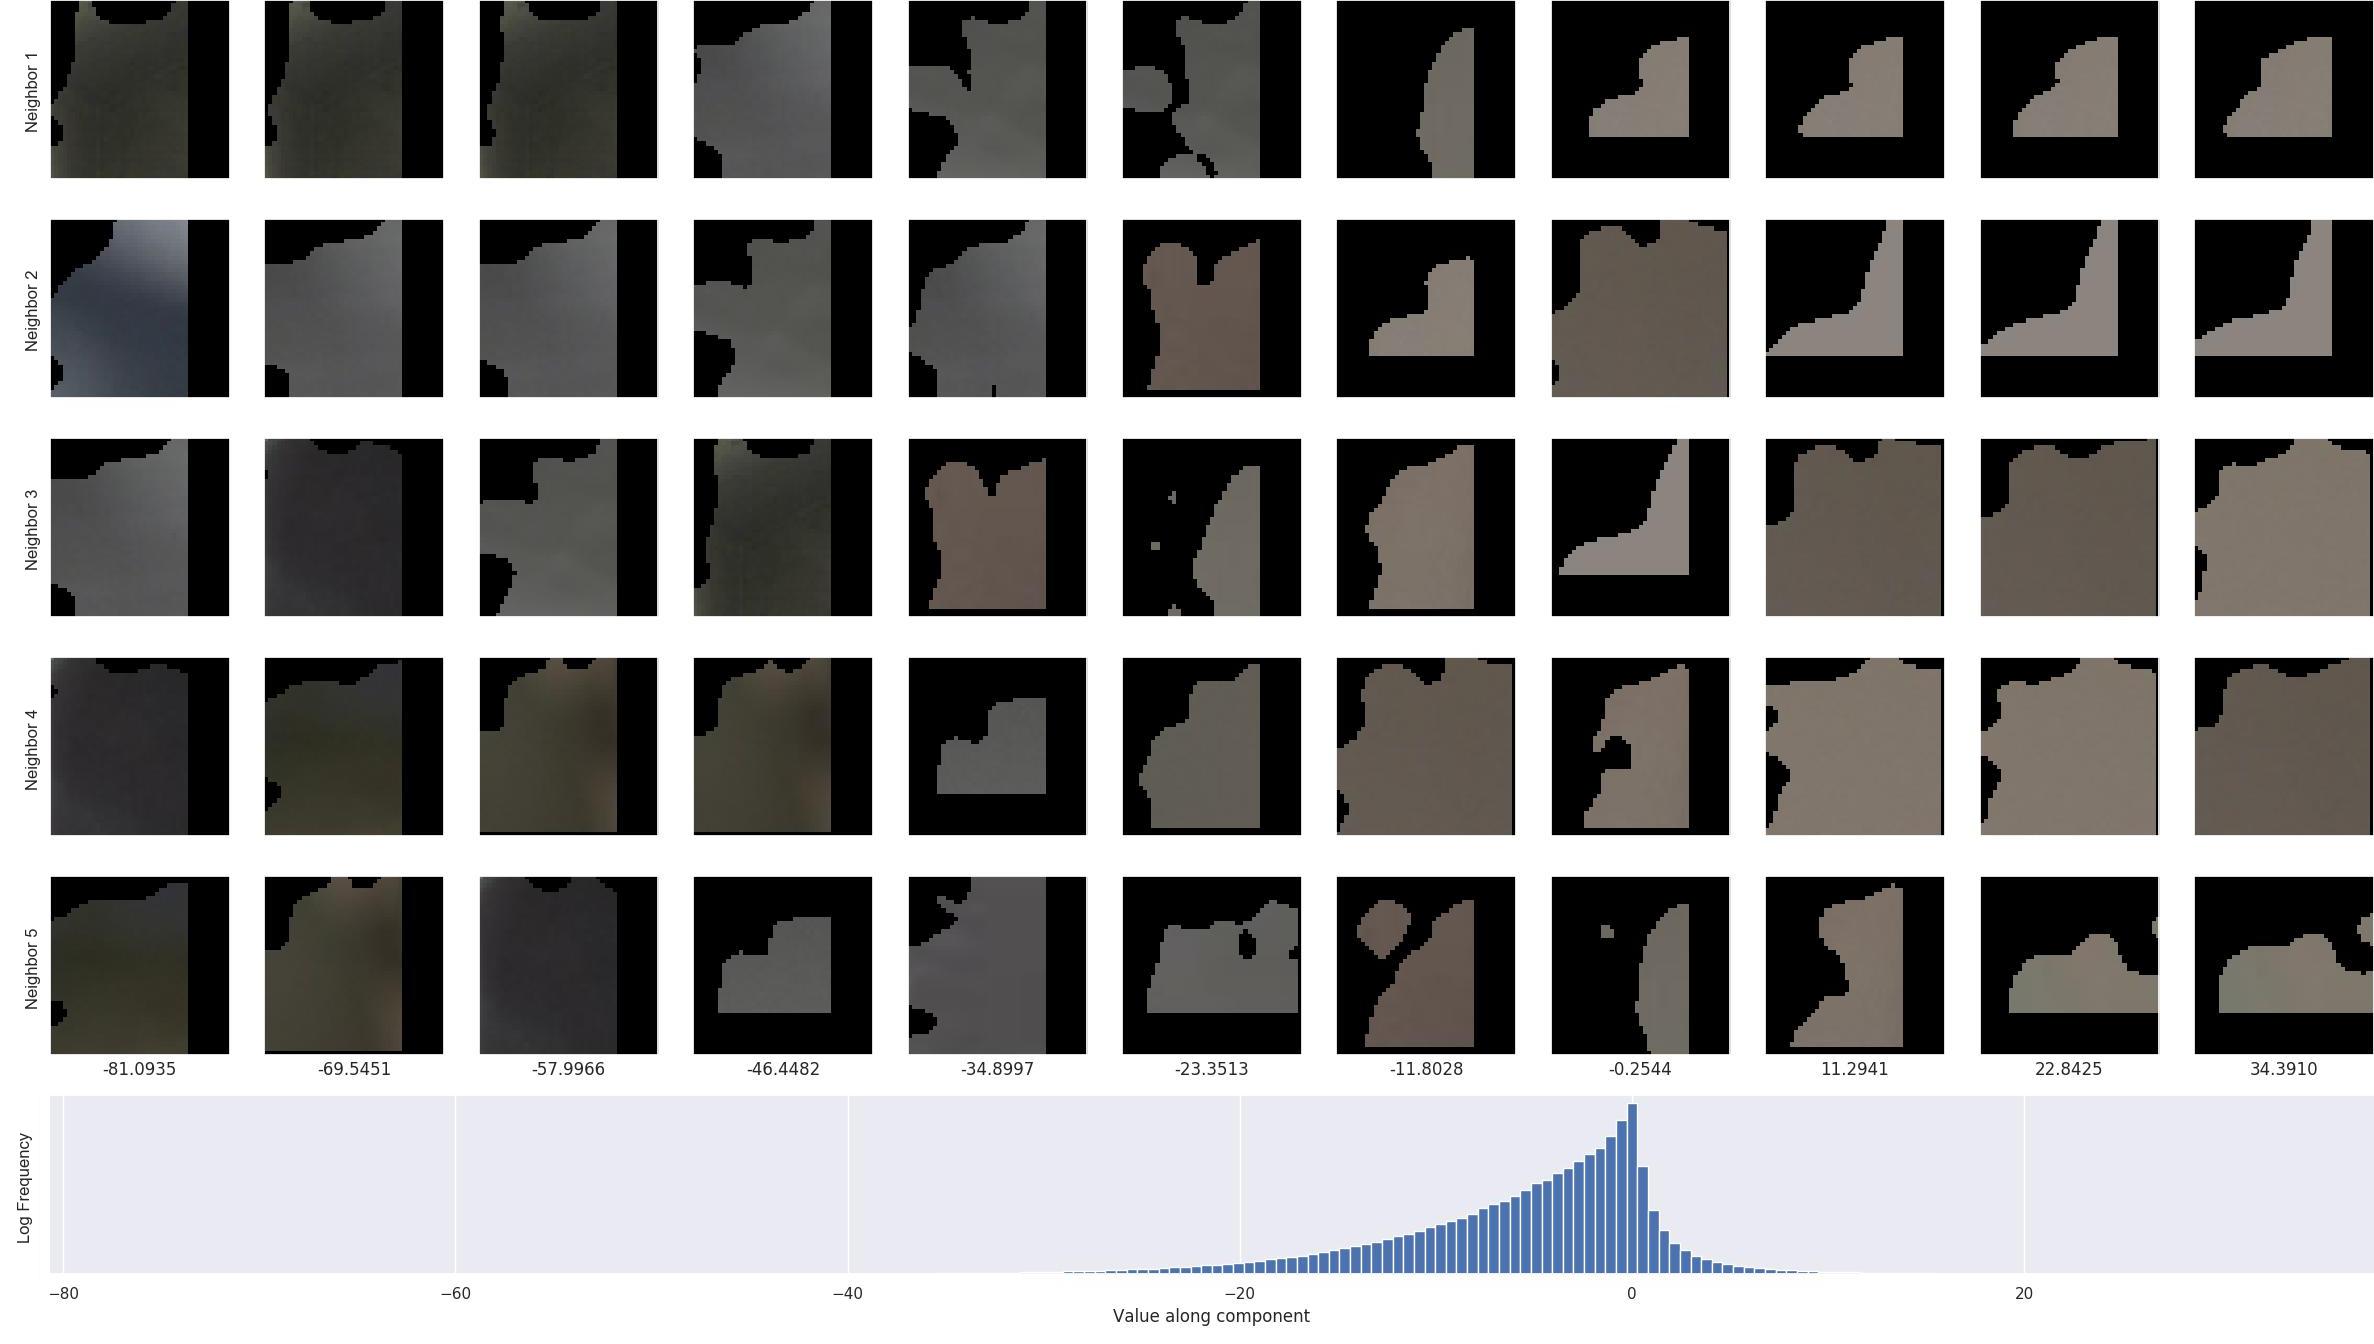 Neighbor 1
Neighbor 2
Neighbor 3
Neighbor 4
Neighbor 5
-81.0935 -69.5451 -57.9966 -46.4482 -34.8997 -23.3513 -11.8028 -0.2544 11.2941 22.8425 34.3910
Log Frequency
−80 −60 −40 −20 0 20
Value along component